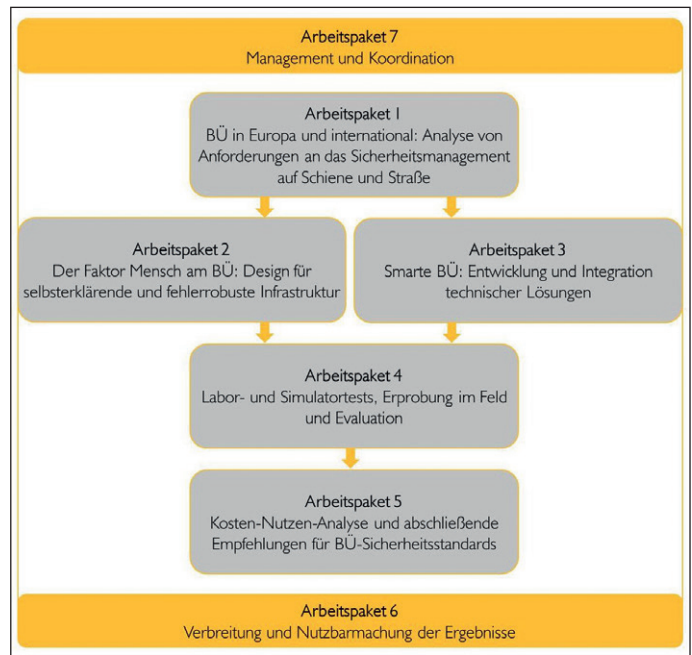 Arbeitspaket 7
Management und Koordination
Arbeitspaket 1
BÜ in Europa und international: Analyse von
Anforderungen an das Sicherheitsmanagement
auf Schiene und Straße
Arbeitspaket 2
Der Faktor Mensch am BÜ: Design für
selbsterklärende und fehlerrobuste Infrastruktur
Arbeitspaket 3
Smarte BÜ: Entwicklung und Integration
technischer Lösungen
Arbeitspaket 4
Labor- und Simulatortests, Erprobung im Feld
und Evaluation
Arbeitspaket 5
Kosten-Nutzen-Analyse und abschließende
Empfehlungen für BÜ-Sicherheitsstandards
Arbeitspaket 6
Verbreitung und Nutzbarmachung der Ergebnisse